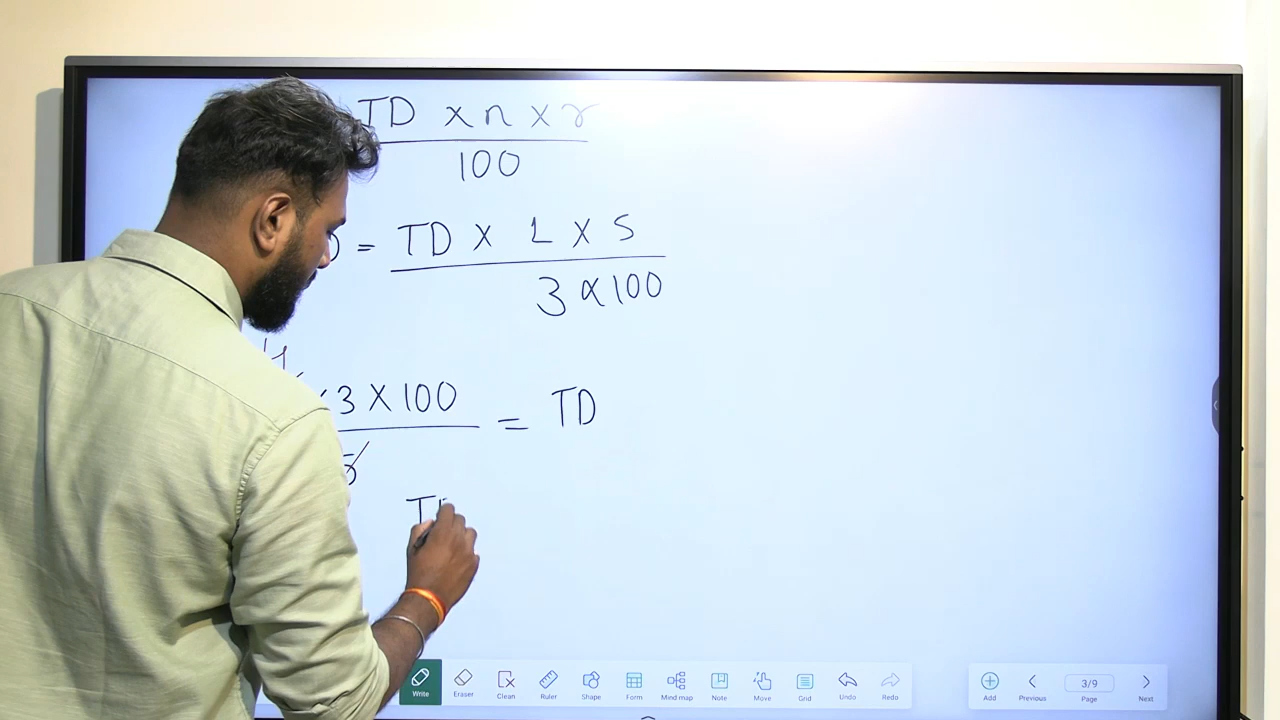 TD × n × r
100
= TD × 1 × 5
3 × 100
× 3 × 100 = TD
5
Write Eraser Clean Ruler Shape Form Mind map Note Move Grid Undo Redo Add Previous 3/9 Page Next